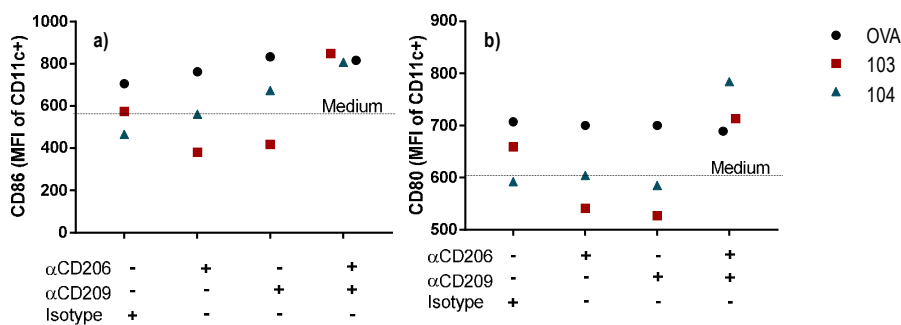 a)
CD86 (MFI of CD11c+)
1000
800
600
400
200
0
Medium
αCD206 - + - +
αCD209 - - + +
Isotype + - - -
b)
CD80 (MFI of CD11c+)
900
800
700
600
500
Medium
αCD206 - + - +
αCD209 - - + +
Isotype + - - -
OVA
103
104